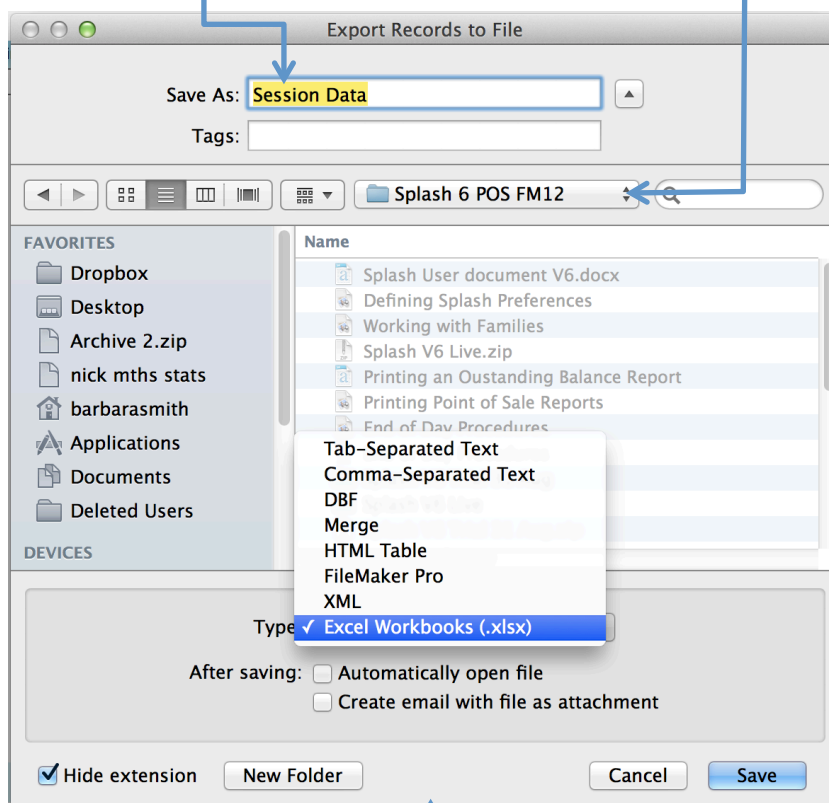 Export Records to File
Save As: Session Data
Tags:
Splash 6 POS FM12
FAVORITES
Dropbox
Desktop
Archive 2.zip
nick mths stats
barbarasmith
Applications
Documents
Deleted Users
DEVICES
Name
Splash User document V6.docx
Defining Splash Preferences
Working with Families
Splash V6 Live.zip
Printing an Oustanding Balance Report
Printing Point of Sale Reports
End of Day Procedures
Tab-Separated Text
Comma-Separated Text
DBF
Merge
HTML Table
FileMaker Pro
XML
Type ✓ Excel Workbooks (.xlsx)
After saving: Automatically open file
Create email with file as attachment
Hide extension New Folder Cancel Save